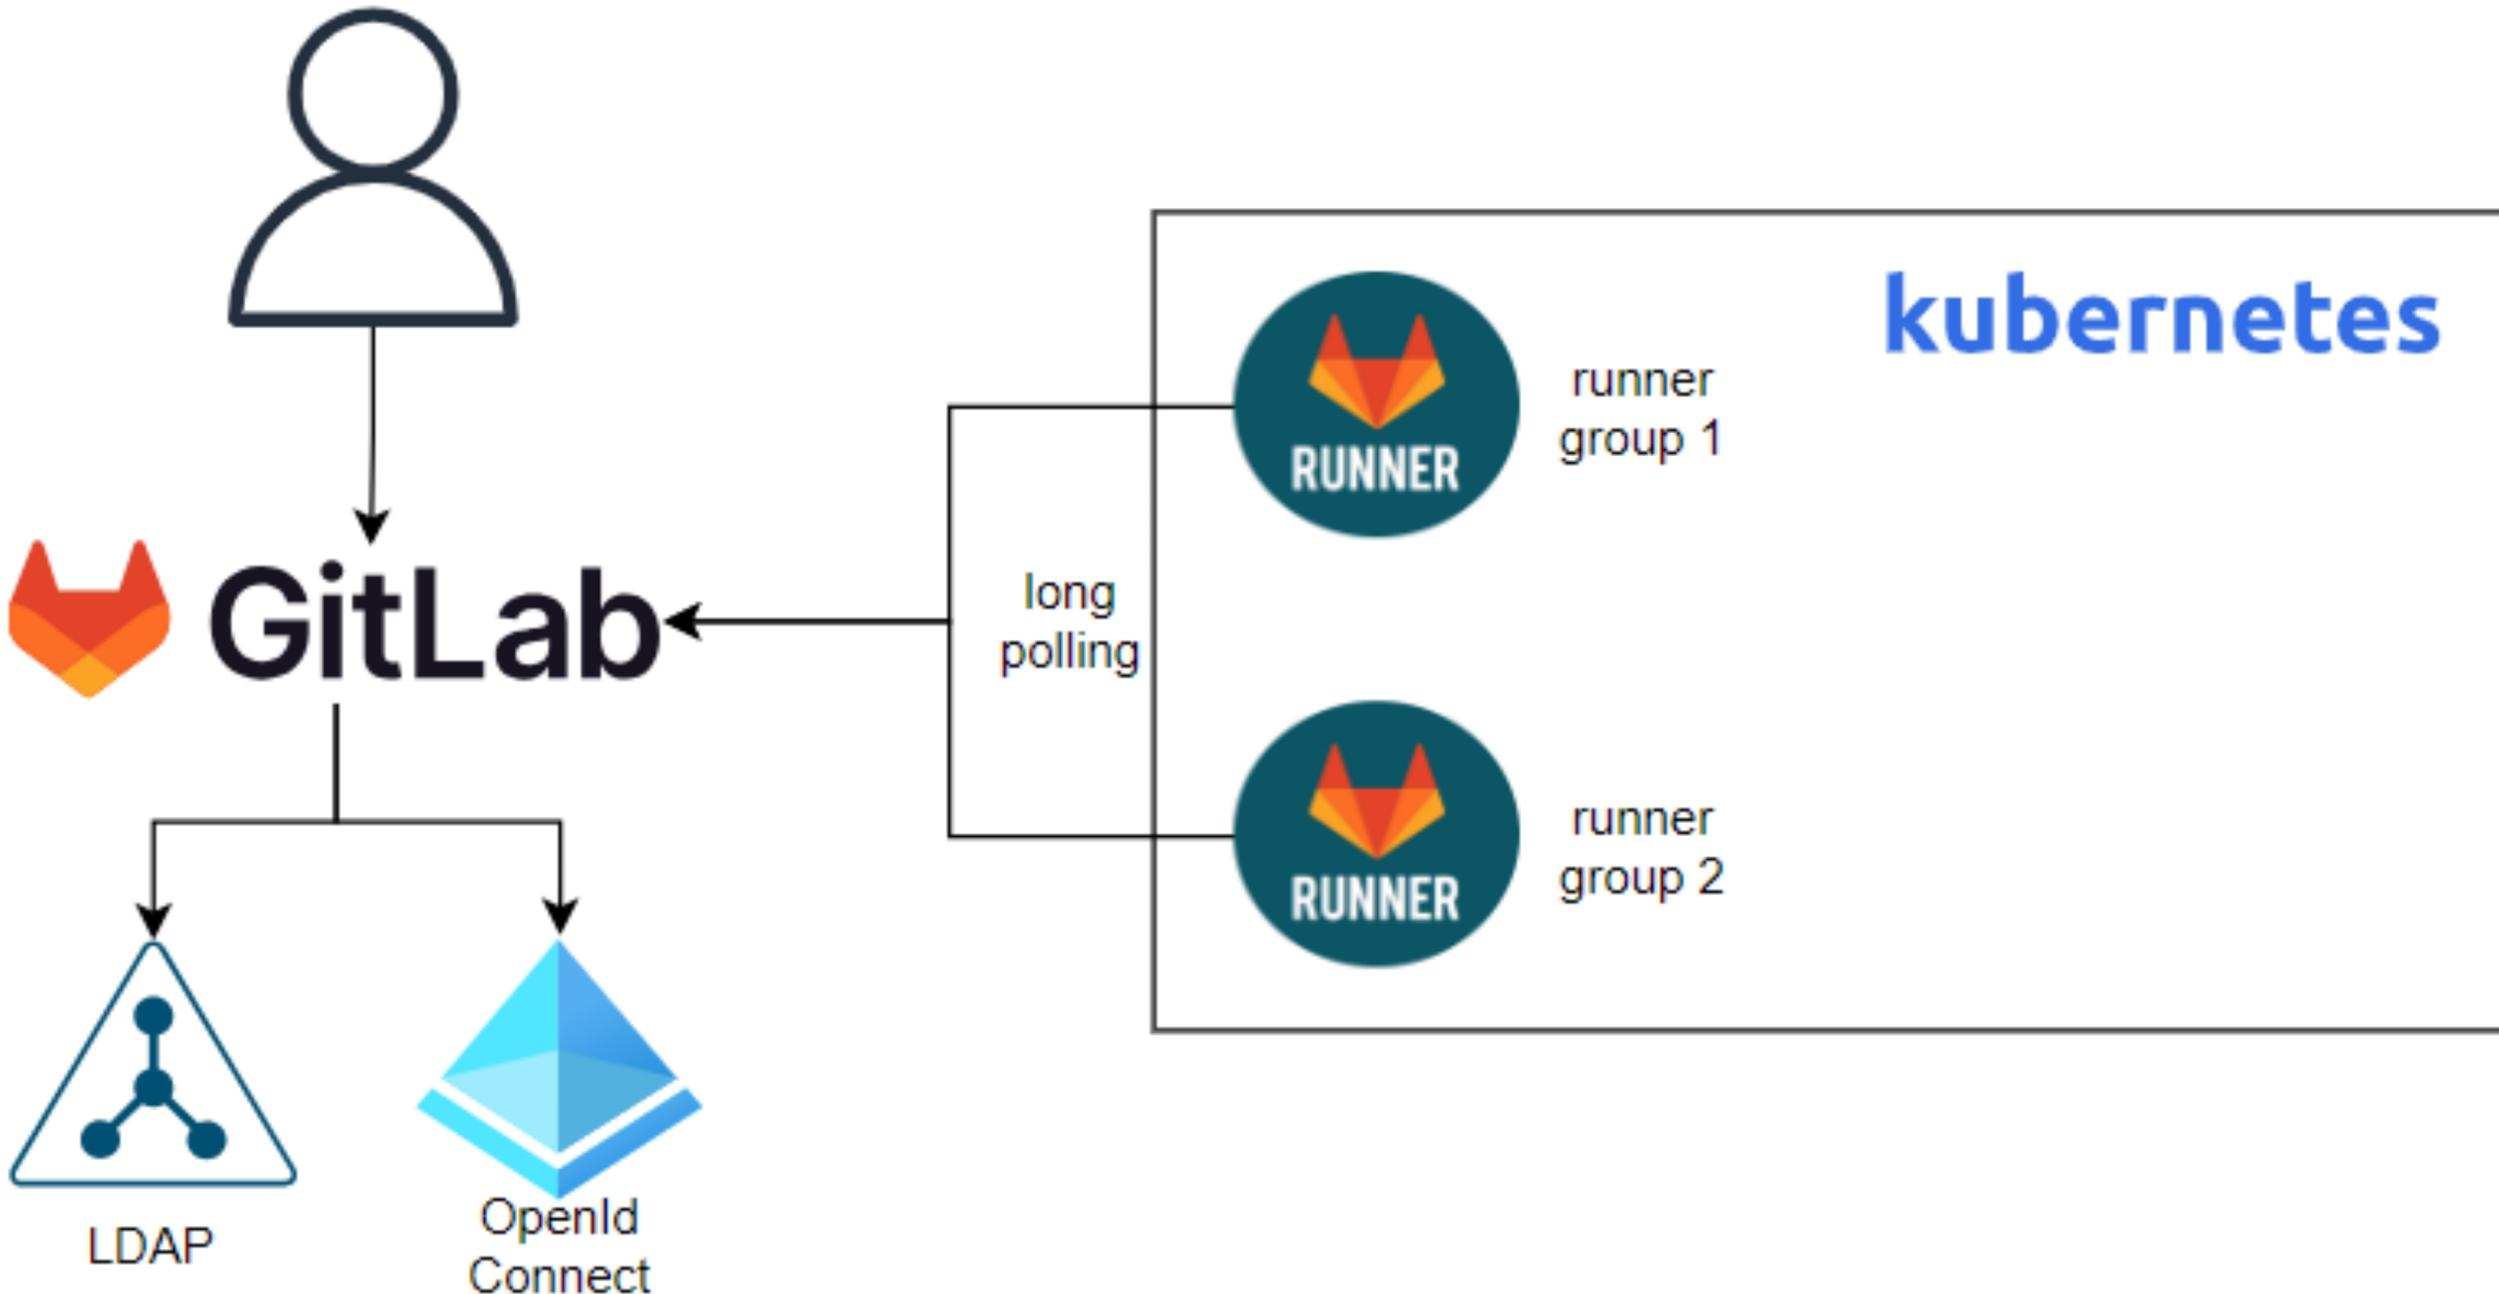 kubernetes
RUNNER
runner
group 1
GitLab
long
polling
RUNNER
runner
group 2
LDAP
OpenId
Connect